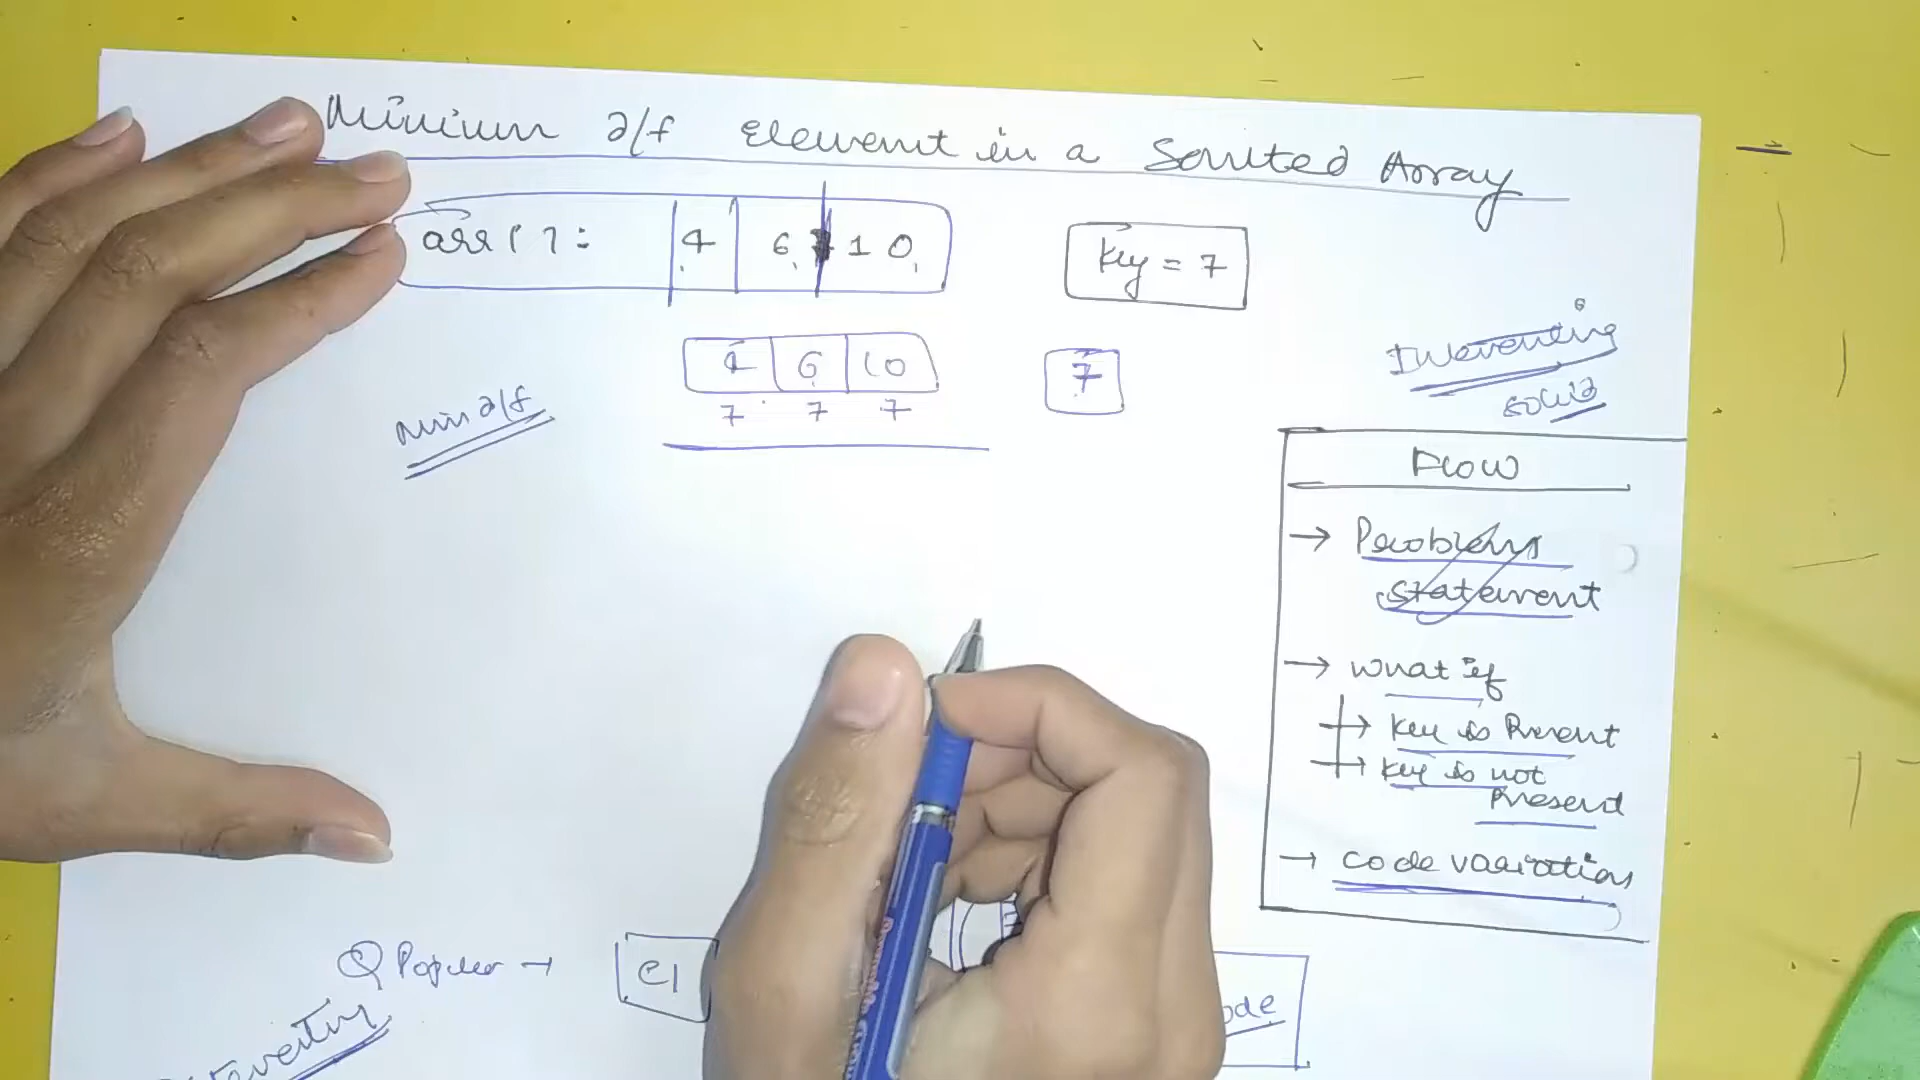 Minimum d/f Element in a Sorted Array
arr [ ] : 4 6 10
Key = 7
4 6 10
7
7 7 7
Min d/f
Interesting
solid
Flow
→ Problem
Statement
→ What if
→ Key is Present
→ Key is not
Present
→ Code variation
Q Popular →